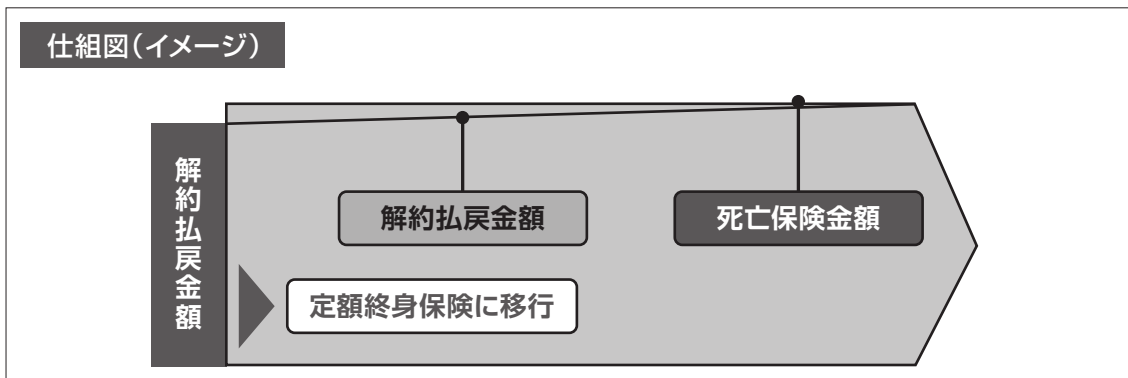 仕組図(イメージ)
解約払戻金額
解約払戻金額
死亡保険金額
定額終身保険に移行